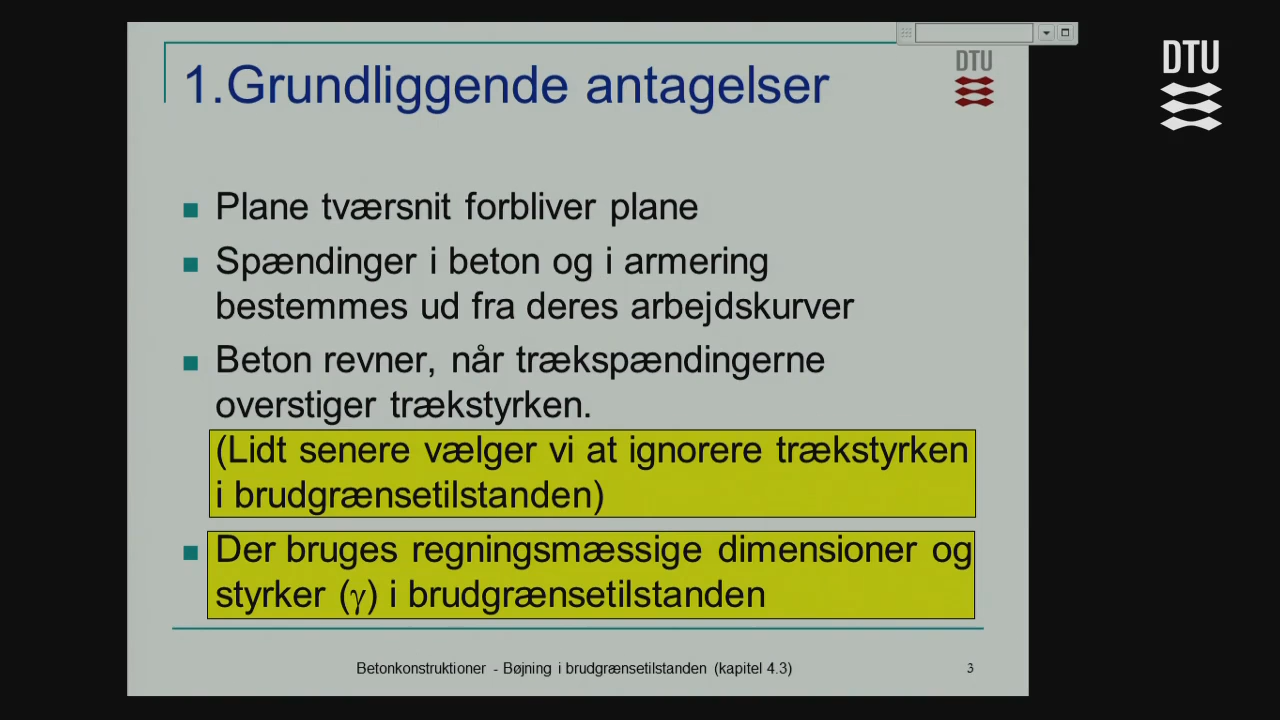 DTU
DTU
1.Grundliggende antagelser
Plane tværsnit forbliver plane
Spændinger i beton og i armering
bestemmes ud fra deres arbejdskurver
Beton revner, når trækspændingerne
overstiger trækstyrken.
(Lidt senere vælger vi at ignorere trækstyrken
i brudgrænsetilstanden)
Der bruges regningsmæssige dimensioner og
styrker (γ) i brudgrænsetilstanden
Betonkonstruktioner - Bøjning i brudgrænsetilstanden (kapitel 4.3)
3